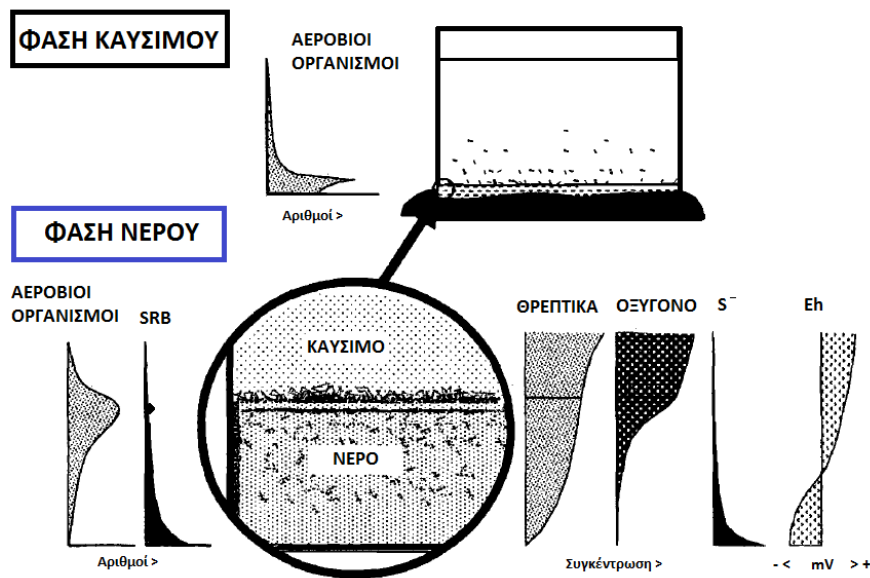 ΦΑΣΗ ΚΑΥΣΙΜΟΥ
ΑΕΡΟΒΙΟΙ
ΟΡΓΑΝΙΣΜΟΙ
Αριθμοί >
ΦΑΣΗ ΝΕΡΟΥ
ΑΕΡΟΒΙΟΙ
ΟΡΓΑΝΙΣΜΟΙ
SRB
ΚΑΥΣΙΜΟ
ΝΕΡΟ
Αριθμοί >
ΘΡΕΠΤΙΚΑ
ΟΞΥΓΟΝΟ
S⁻
Eh
Συγκέντρωση >
- < mV > +